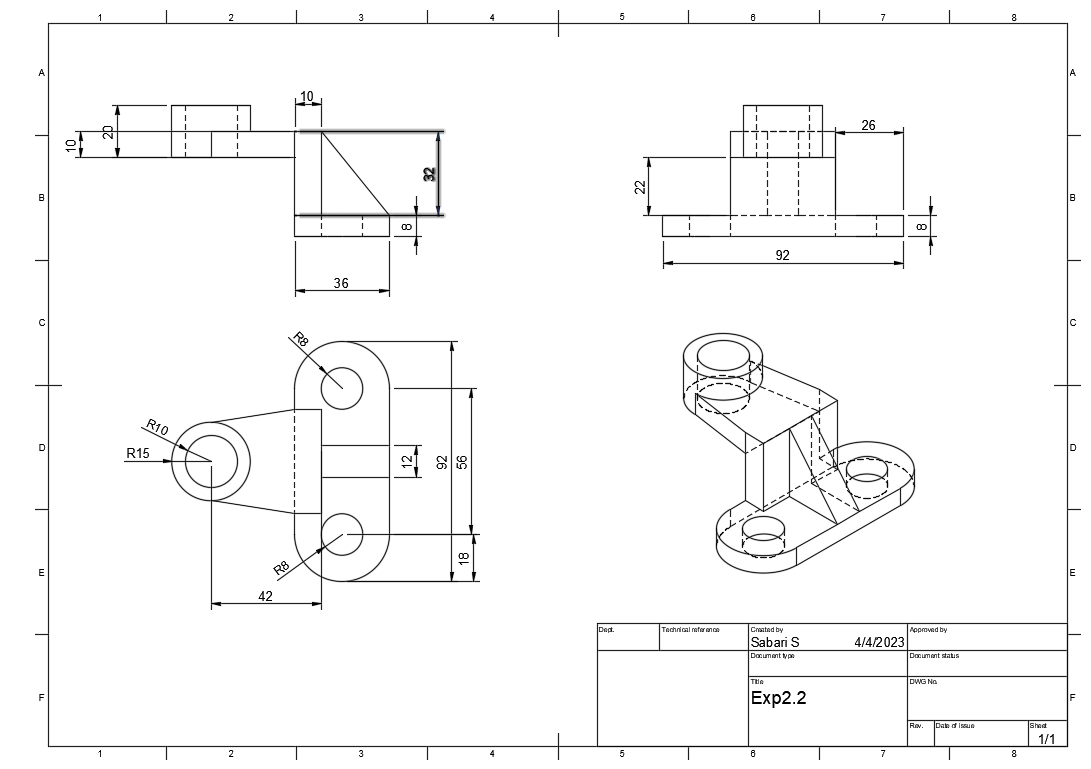 1 2 3 4 5 6 7 8
A A
10
26
20
10
32
22
B B
8
8
92
36
C C
R8
R10
R15
D D
12
92
56
18
R8
E E
42
Dept.
Technical reference
Created by
Approved by
Sabari S 4/4/2023
Document type
Document status
Title
DWG No.
Exp2.2
F F
Rev.
Date of issue
Sheet
1/1
1 2 3 4 5 6 7 8